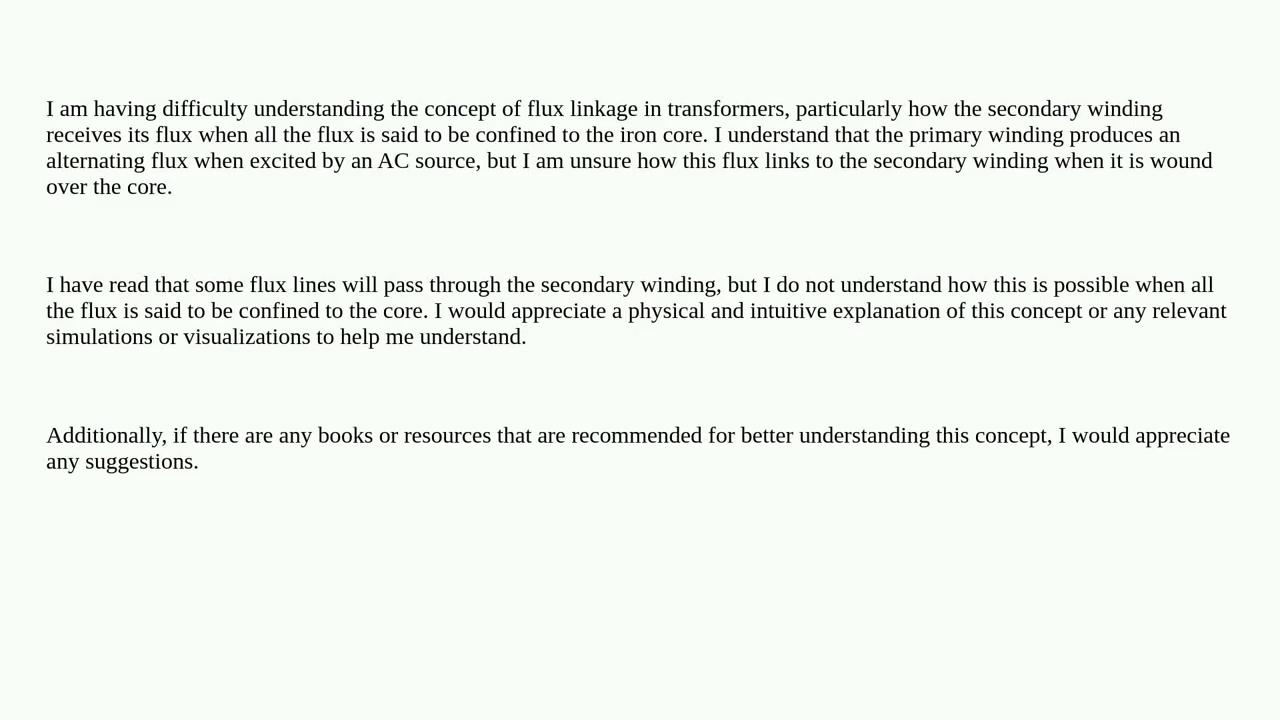 I am having difficulty understanding the concept of flux linkage in transformers, particularly how the secondary winding
receives its flux when all the flux is said to be confined to the iron core. I understand that the primary winding produces an
alternating flux when excited by an AC source, but I am unsure how this flux links to the secondary winding when it is wound
over the core.
I have read that some flux lines will pass through the secondary winding, but I do not understand how this is possible when all
the flux is said to be confined to the core. I would appreciate a physical and intuitive explanation of this concept or any relevant
simulations or visualizations to help me understand.
Additionally, if there are any books or resources that are recommended for better understanding this concept, I would appreciate
any suggestions.